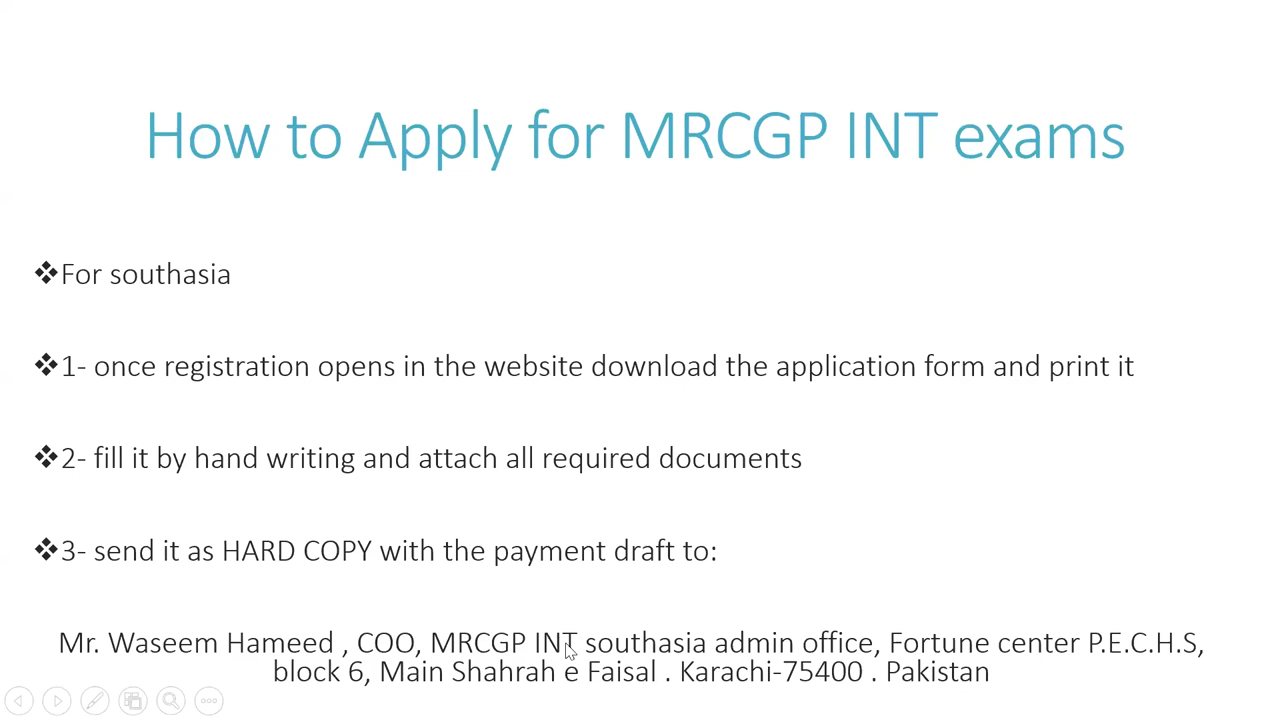 How to Apply for MRCGP INT exams
❖For southasia
❖1- once registration opens in the website download the application form and print it
❖2- fill it by hand writing and attach all required documents
❖3- send it as HARD COPY with the payment draft to:
Mr. Waseem Hameed , COO, MRCGP INT southasia admin office, Fortune center P.E.C.H.S,
block 6, Main Shahrah e Faisal . Karachi-75400 . Pakistan